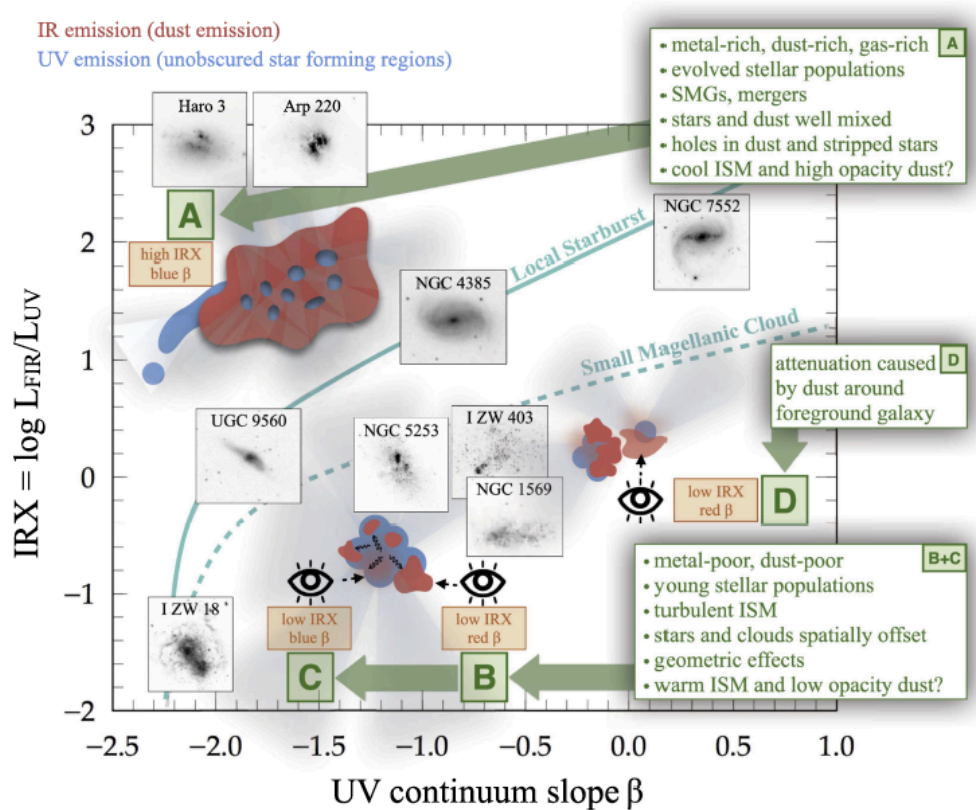 IR emission (dust emission)
UV emission (unobscured star forming regions)
A
• metal-rich, dust-rich, gas-rich
• evolved stellar populations
• SMGs, mergers
• stars and dust well mixed
• holes in dust and stripped stars
• cool ISM and high opacity dust?
Haro 3
Arp 220
A
high IRX
blue β
NGC 7552
Local Starburst
NGC 4385
Small Magellanic Cloud
D
attenuation caused
by dust around
foreground galaxy
UGC 9560
NGC 5253
I ZW 403
NGC 1569
low IRX
red β
D
B+C
• metal-poor, dust-poor
• young stellar populations
• turbulent ISM
• stars and clouds spatially offset
• geometric effects
• warm ISM and low opacity dust?
I ZW 18
low IRX
blue β
low IRX
red β
C
B
3
2
1
0
−1
−2
IRX = log LFIR/LUV
−2.5 −2.0 −1.5 −1.0 −0.5 0.0 0.5 1.0
UV continuum slope β